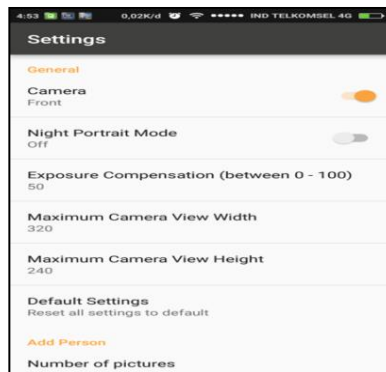 4:53 0,02K/d IND TELKOMSEL 4G
Settings
General
Camera
Front
Night Portrait Mode
Off
Exposure Compensation (between 0 - 100)
50
Maximum Camera View Width
320
Maximum Camera View Height
240
Default Settings
Reset all settings to default
Add Person
Number of pictures